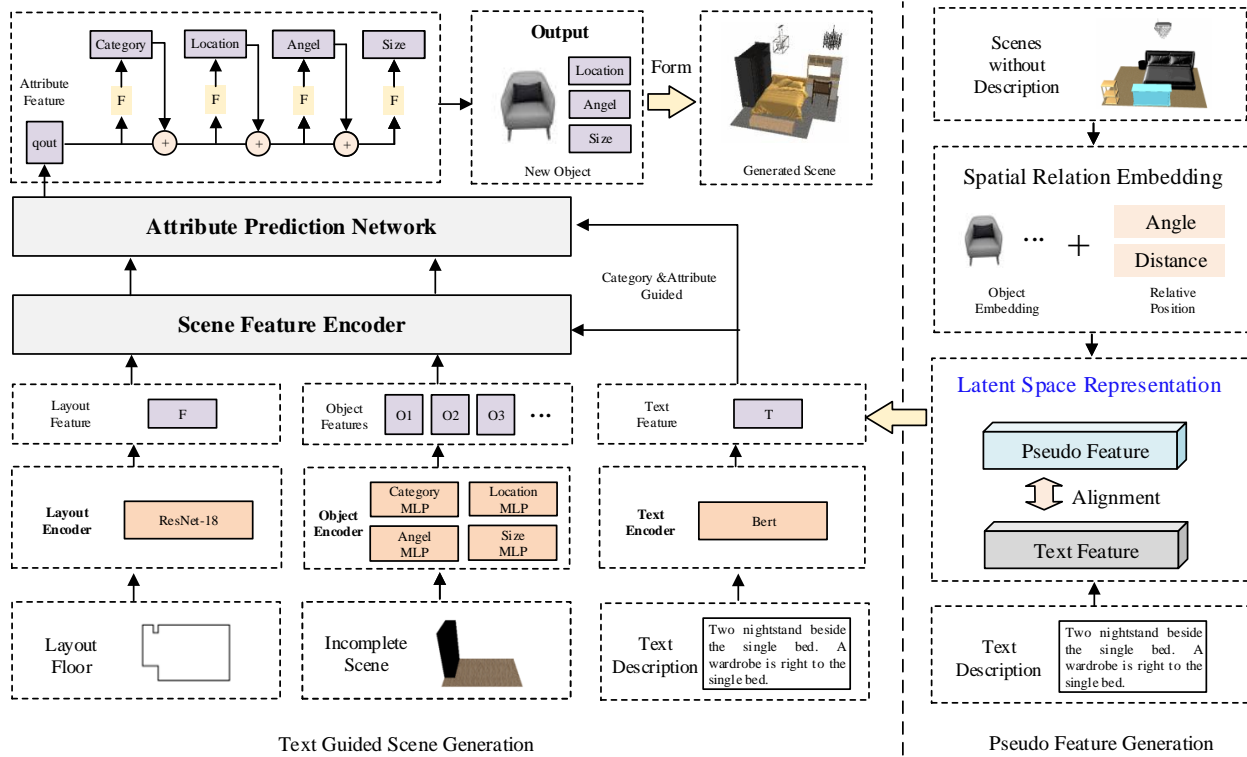 Category
Location
Angel
Size
Attribute
Feature
F
F
F
F
qout
+
+
+
Output
Location
Angel
Size
New Object
Form
Generated Scene
Attribute Prediction Network
Category &Attribute
Guided
Scene Feature Encoder
Layout
Feature
F
Object
Features
O1
O2
O3
...
Text
Feature
T
Layout
Encoder
ResNet-18
Object
Encoder
Category
MLP
Location
MLP
Angel
MLP
Size
MLP
Text
Encoder
Bert
Layout
Floor
Incomplete
Scene
Text
Description
Two nightstand beside
the single bed. A
wardrobe is right to the
single bed.
Text Guided Scene Generation
Scenes
without
Description
Spatial Relation Embedding
...
+
Angle
Distance
Object
Embedding
Relative
Position
Latent Space Representation
Pseudo Feature
Alignment
Text Feature
Text
Description
Two nightstand beside
the single bed. A
wardrobe is right to the
single bed.
Pseudo Feature Generation